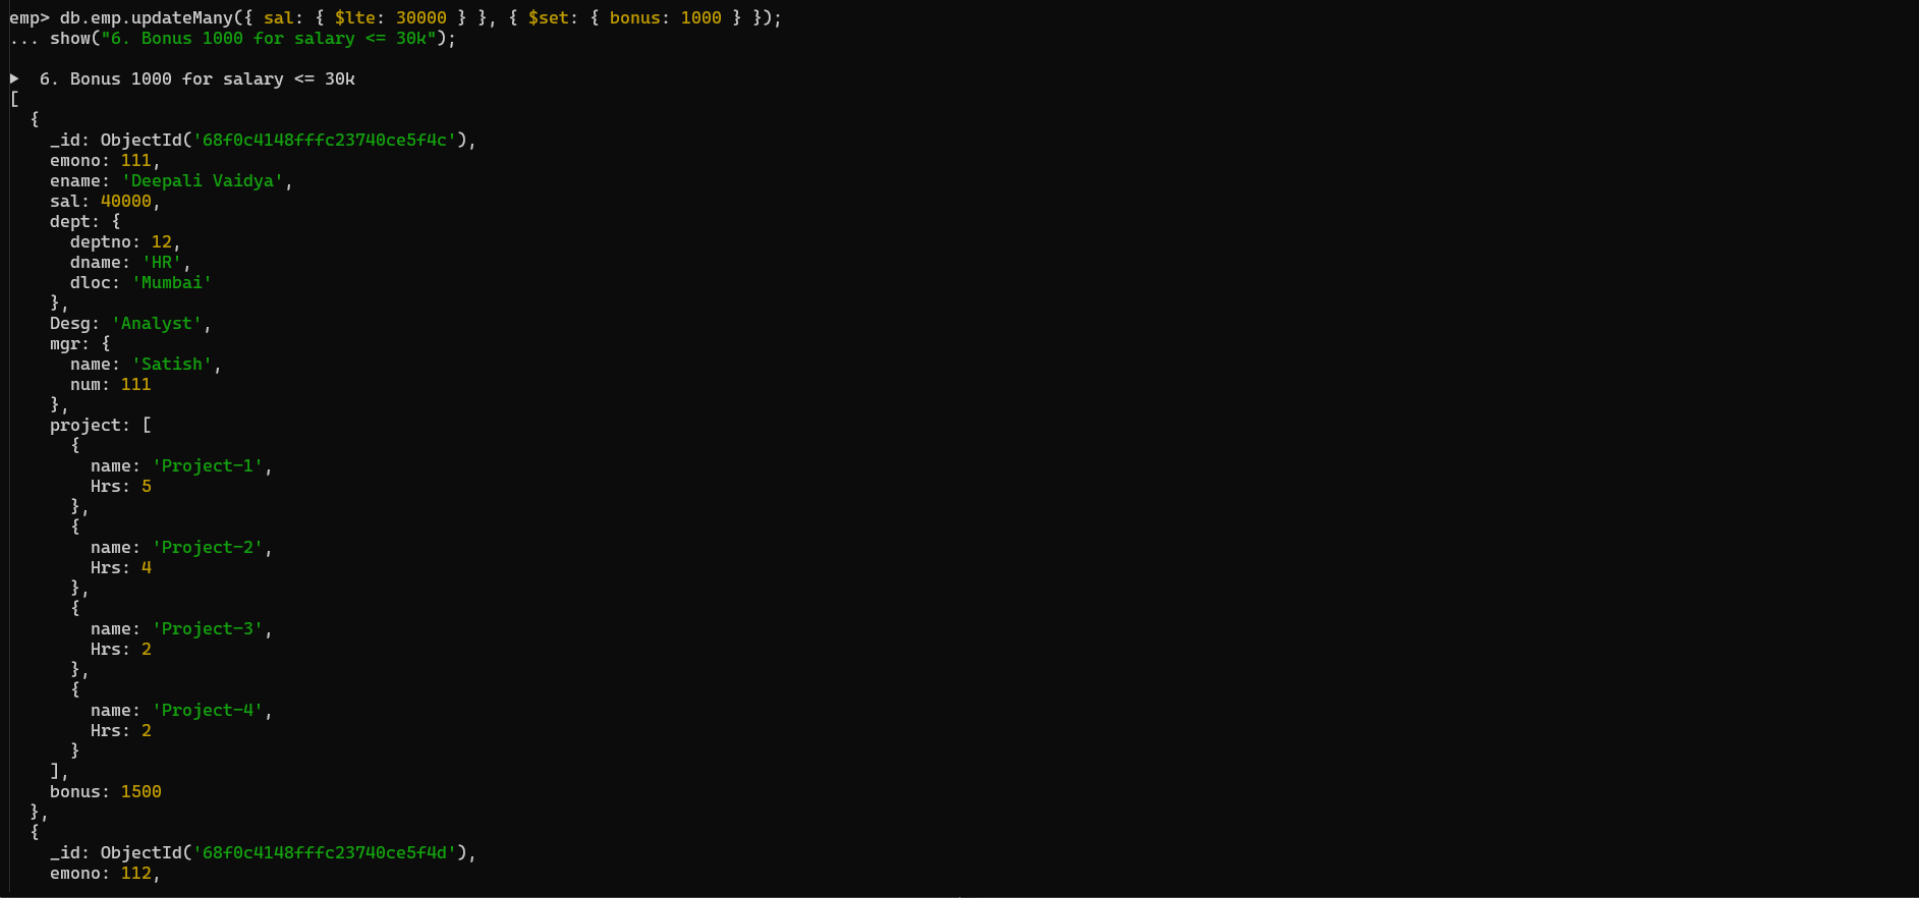 emp> db.emp.updateMany({ sal: { $lte: 30000 } }, { $set: { bonus: 1000 } });
... show("6. Bonus 1000 for salary <= 30k");
▶  6. Bonus 1000 for salary <= 30k
[
  {
    _id: ObjectId('68f0c4148fffc23740ce5f4c'),
    emono: 111,
    ename: 'Deepali Vaidya',
    sal: 40000,
    dept: {
      deptno: 12,
      dname: 'HR',
      dloc: 'Mumbai'
    },
    Desg: 'Analyst',
    mgr: {
      name: 'Satish',
      num: 111
    },
    project: [
      {
        name: 'Project-1',
        Hrs: 5
      },
      {
        name: 'Project-2',
        Hrs: 4
      },
      {
        name: 'Project-3',
        Hrs: 2
      },
      {
        name: 'Project-4',
        Hrs: 2
      }
    ],
    bonus: 1500
  },
  {
    _id: ObjectId('68f0c4148fffc23740ce5f4d'),
    emono: 112,